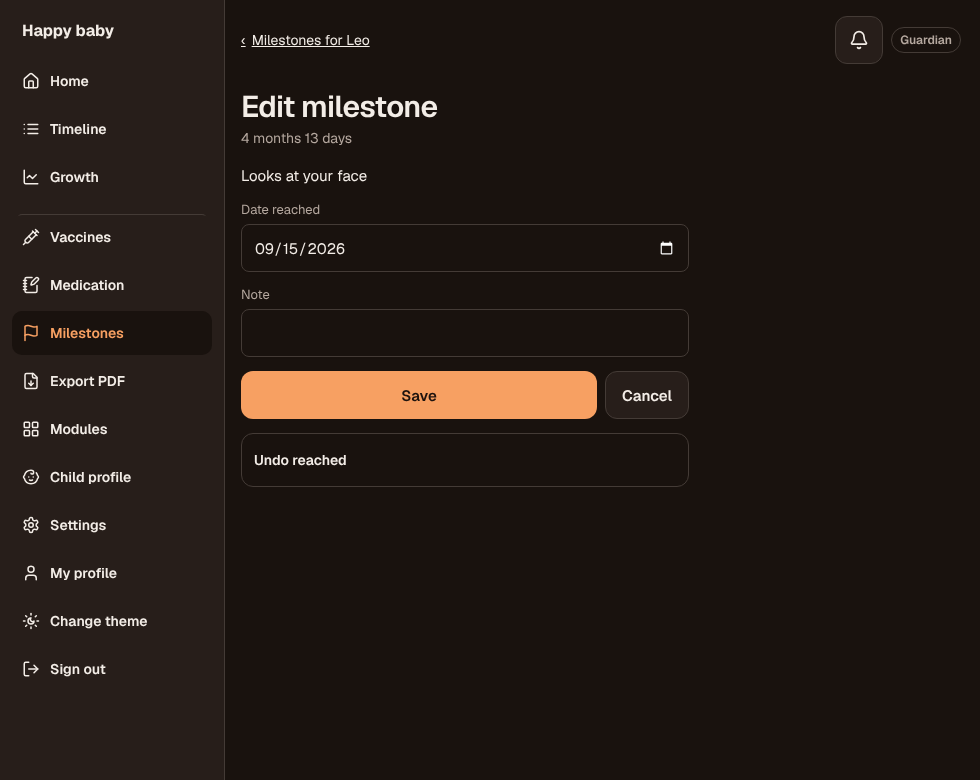 Happy baby
Home
Timeline
Growth
Vaccines
Medication
Milestones
Export PDF
Modules
Child profile
Settings
My profile
Change theme
Sign out
‹ Milestones for Leo
Guardian
Edit milestone
4 months 13 days
Looks at your face
Date reached
09/15/2026
Note
Save
Cancel
Undo reached